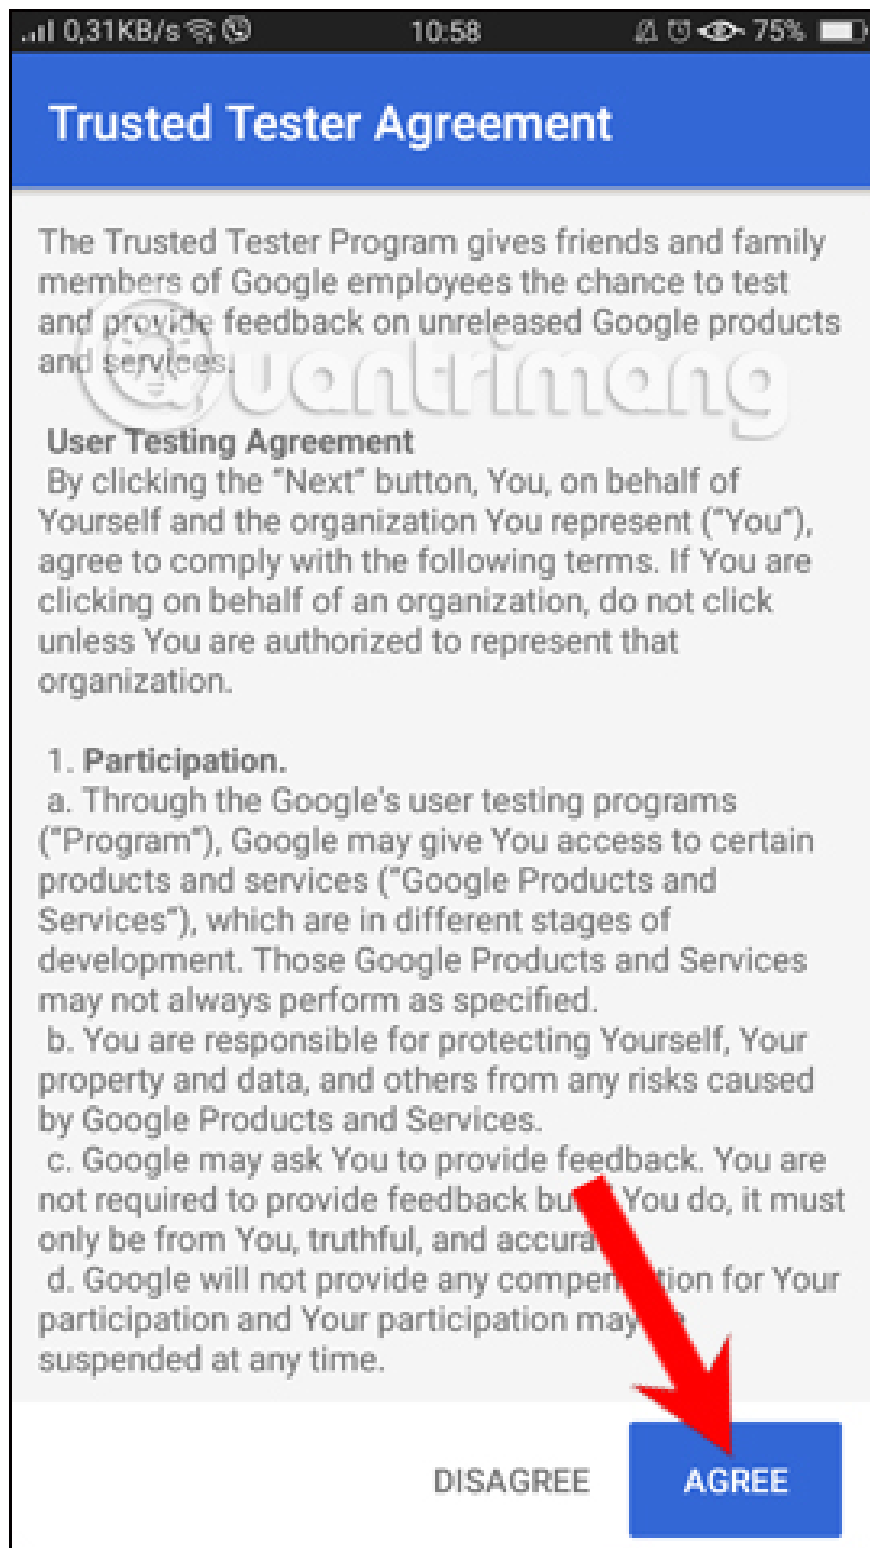 0,31KB/s 10:58 75%
Trusted Tester Agreement
The Trusted Tester Program gives friends and family
members of Google employees the chance to test
and provide feedback on unreleased Google products
and services.
uantrimang
User Testing Agreement
By clicking the "Next" button, You, on behalf of
Yourself and the organization You represent ("You"),
agree to comply with the following terms. If You are
clicking on behalf of an organization, do not click
unless You are authorized to represent that
organization.
1. Participation.
a. Through the Google's user testing programs
("Program"), Google may give You access to certain
products and services ("Google Products and
Services"), which are in different stages of
development. Those Google Products and Services
may not always perform as specified.
b. You are responsible for protecting Yourself, Your
property and data, and others from any risks caused
by Google Products and Services.
c. Google may ask You to provide feedback. You are
not required to provide feedback but You do, it must
only be from You, truthful, and
d. Google will not provide any for Your
participation and Your participation may
suspended at any time.
DISAGREE AGREE